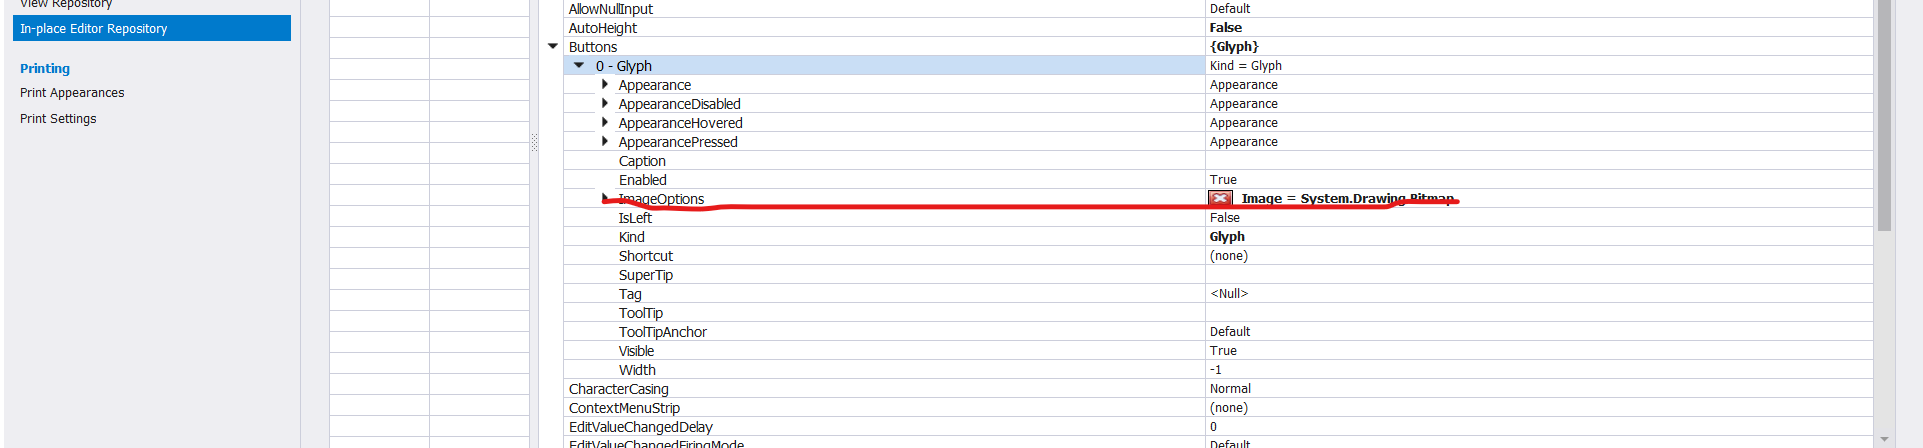 View Repository
In-place Editor Repository
Printing
Print Appearances
Print Settings
AllowNullInput Default
AutoHeight False
Buttons {Glyph}
0 - Glyph Kind = Glyph
Appearance Appearance
AppearanceDisabled Appearance
AppearanceHovered Appearance
AppearancePressed Appearance
Caption
Enabled True
ImageOptions Image = System.Drawing.Bitmap
IsLeft False
Kind Glyph
Shortcut (none)
SuperTip
Tag <Null>
ToolTip
ToolTipAnchor Default
Visible True
Width -1
CharacterCasing Normal
ContextMenuStrip (none)
EditValueChangedDelay 0
EditValueChangedFiringMode Default